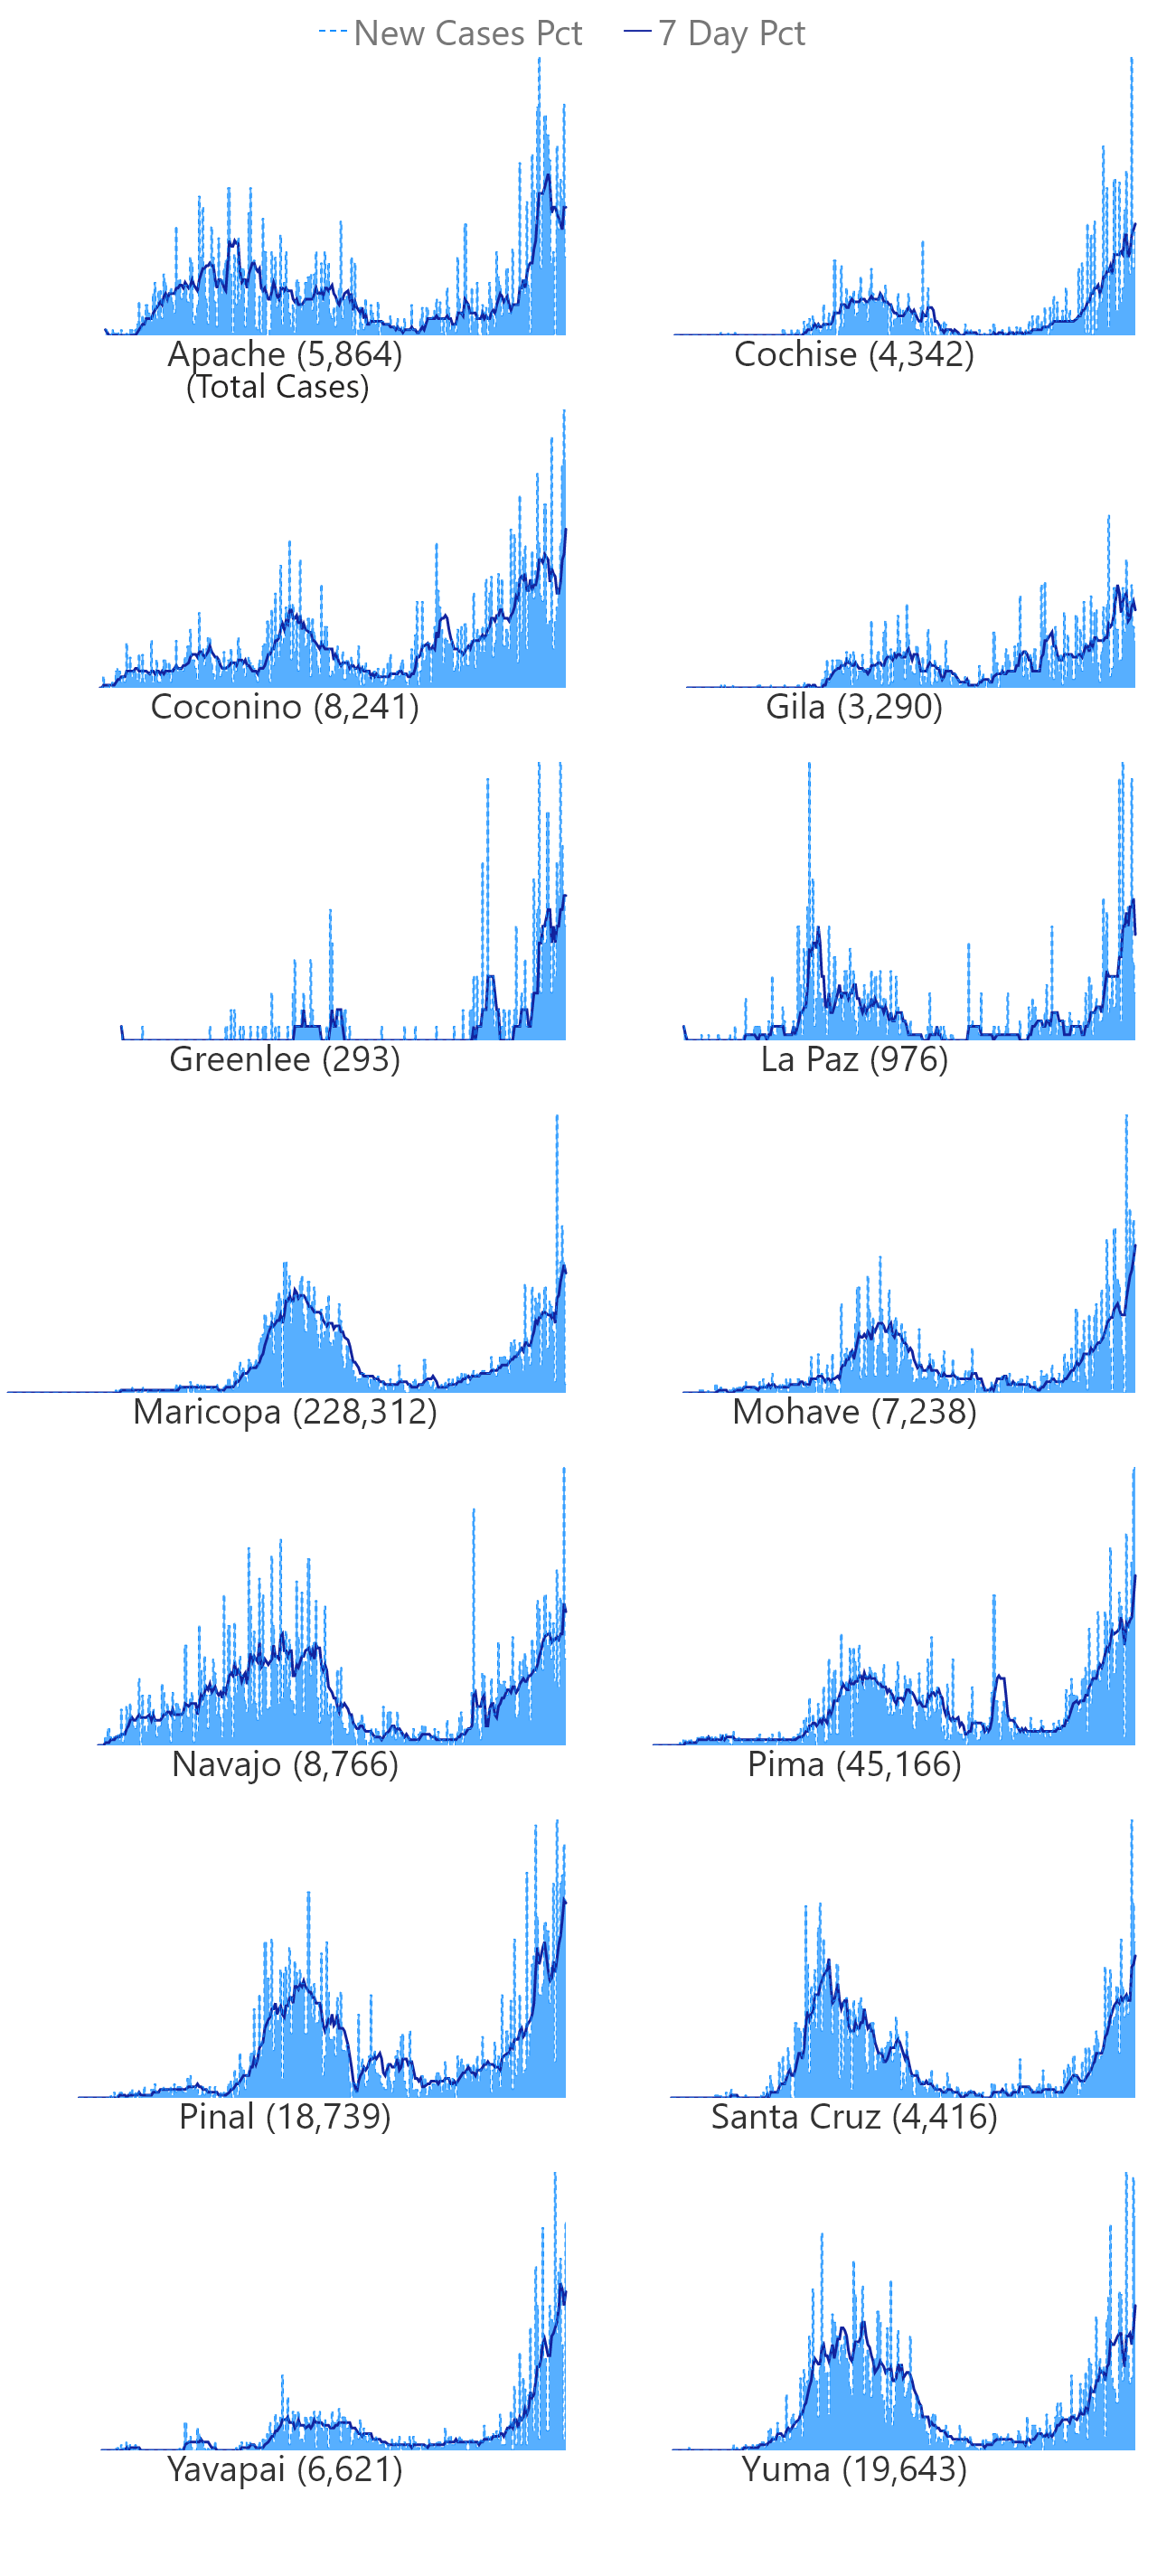 New Cases Pct 7 Day Pct
Apache (5,864) Cochise (4,342)
(Total Cases)
Coconino (8,241) Gila (3,290)
Greenlee (293) La Paz (976)
Maricopa (228,312) Mohave (7,238)
Navajo (8,766) Pima (45,166)
Pinal (18,739) Santa Cruz (4,416)
Yavapai (6,621) Yuma (19,643)